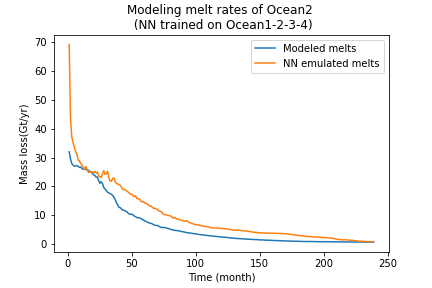 Modeling melt rates of Ocean2
(NN trained on Ocean1-2-3-4)
Modeled melts
NN emulated melts
Mass loss(Gt/yr)
70
60
50
40
30
20
10
0
0 50 100 150 200 250
Time (month)